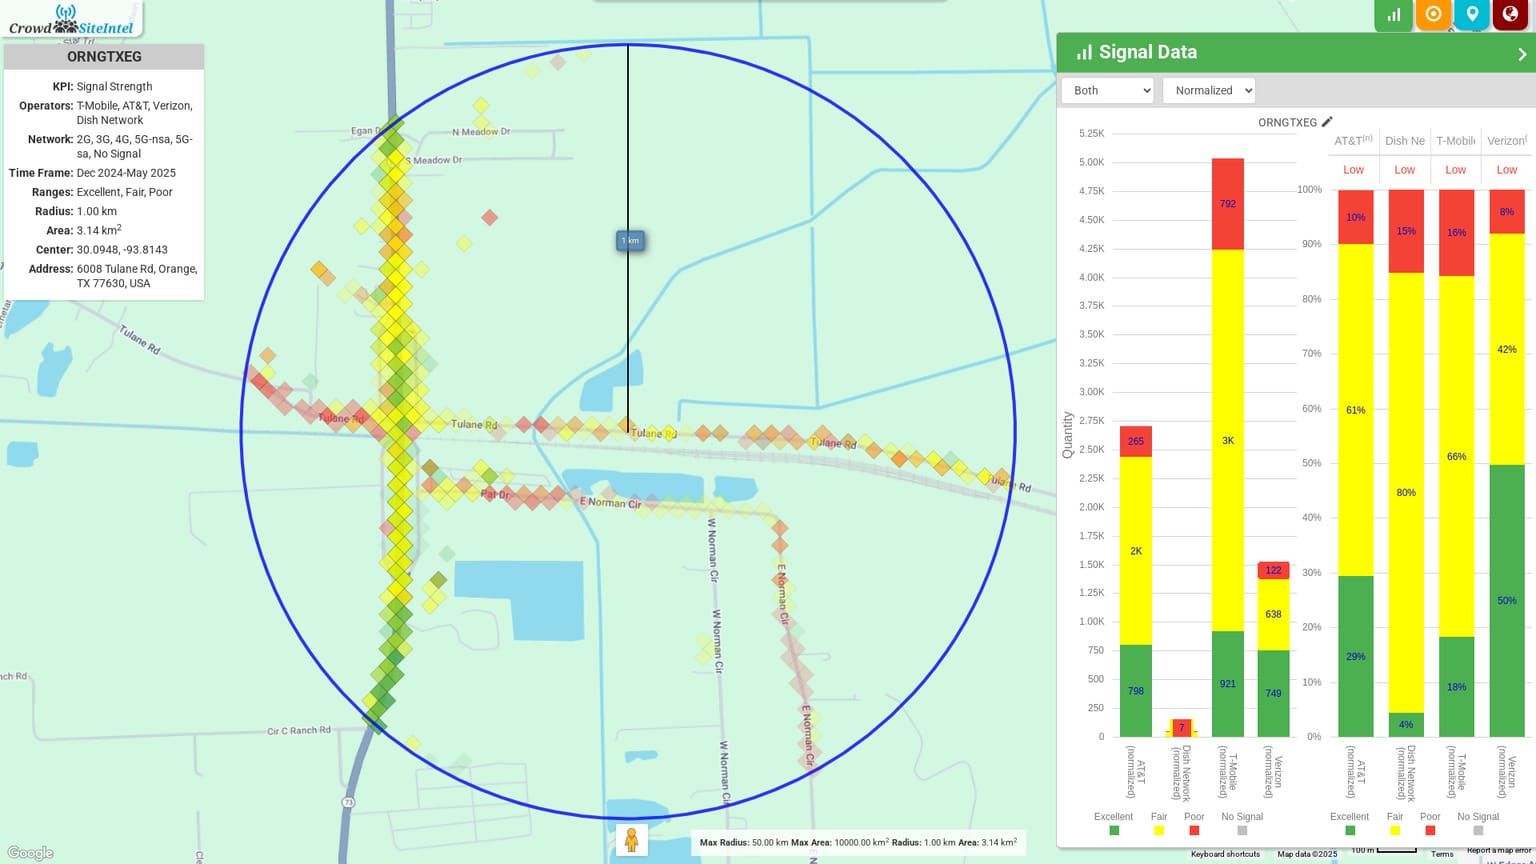 CrowdSiteIntel
ORNGTXEG
KPI: Signal Strength
Operators: T-Mobile, AT&T, Verizon,
Dish Network
Network: 2G, 3G, 4G, 5G-nsa, 5G-
sa, No Signal
Time Frame: Dec 2024-May 2025
Ranges: Excellent, Fair, Poor
Radius: 1.00 km
Area: 3.14 km²
Center: 30.0948, -93.8143
Address: 6008 Tulane Rd, Orange,
TX 77630, USA
Egan D
N Meadow Dr
S Meadow Dr
1 km
Tulane Rd
Tulane Rd
Tulane Rd
Tulane Rd
Tulane Rd
Tulane Rd
Pat Dr
E Norman Cir
W Norman Cir
W Norman Cir
W Norman Cir
E Norman Cir
E Norman Cir
E N
nch Rd
Cir C Ranch Rd
73
Cle
Google
Max Radius: 50.00 km Max Area: 10000.00 km² Radius: 1.00 km Area: 3.14 km²
Signal Data
Both
Normalized
ORNGTXEG
5.25K
5.00K
4.75K
4.50K
4.25K
4.00K
3.75K
3.50K
3.25K
3.00K
2.75K
2.50K
2.25K
2.00K
1.75K
1.50K
1.25K
1.00K
750
500
250
0
Quantity
265
2K
798
7
792
3K
921
122
638
749
AT&T (normalized)
Dish Network (normalized)
T-Mobile (normalized)
Verizon (normalized)
Excellent Fair Poor No Signal
AT&T(n) Dish Ne T-Mobile Verizon(
Low Low Low Low
100%
90%
80%
70%
60%
50%
40%
30%
20%
10%
0%
10%
61%
29%
15%
80%
4%
16%
66%
18%
8%
42%
50%
AT&T (normalized)
Dish Network (normalized)
T-Mobile (normalized)
Verizon (normalized)
Excellent Fair Poor No Signal
Keyboard shortcuts Map data ©2025 100 m Terms Report a map error